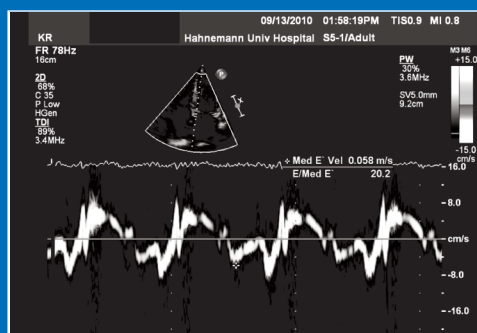 09/13/2010 01:58:19PM TIS0.9 MI 0.8
KR Hahnemann Univ Hospital S5-1/Adult
FR 78Hz
16cm
2D
68%
C 35
P Low
HGen
TDI
89%
3.4MHz
P
PW
30%
3.6MHz
SV5.0mm
9.2cm
M3 M6
+15.0
-15.0
cm/s
Med E` Vel 0.058 m/s
E/Med E` 20.2
-16.0
-8.0
cm/s
-8.0
-16.0